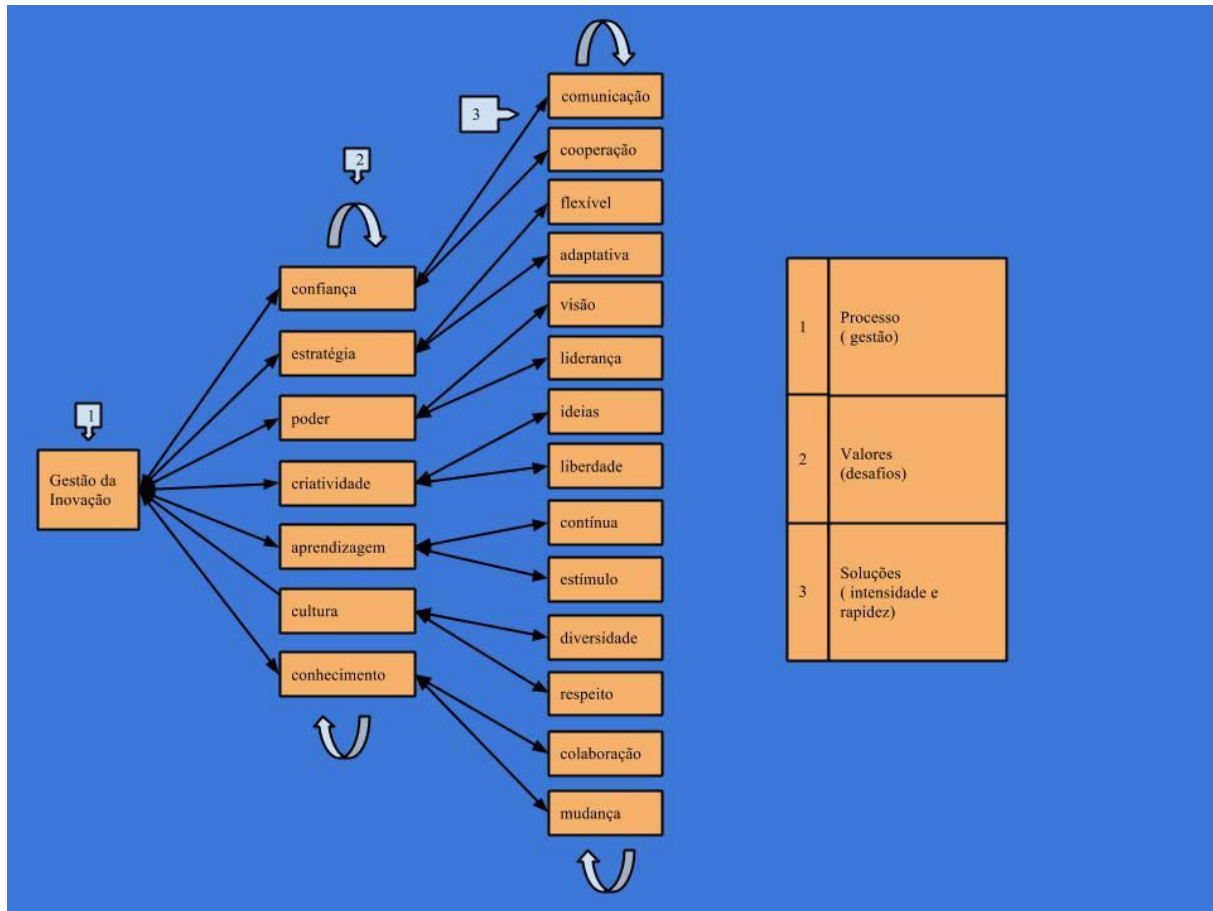 1
Gestão da
Inovação
2
confiança
estratégia
poder
criatividade
aprendizagem
cultura
conhecimento
3
comunicação
cooperação
flexível
adaptativa
visão
liderança
ideias
liberdade
contínua
estímulo
diversidade
respeito
colaboração
mudança
1
Processo
( gestão)
2
Valores
(desafios)
3
Soluções
( intensidade e
rapidez)